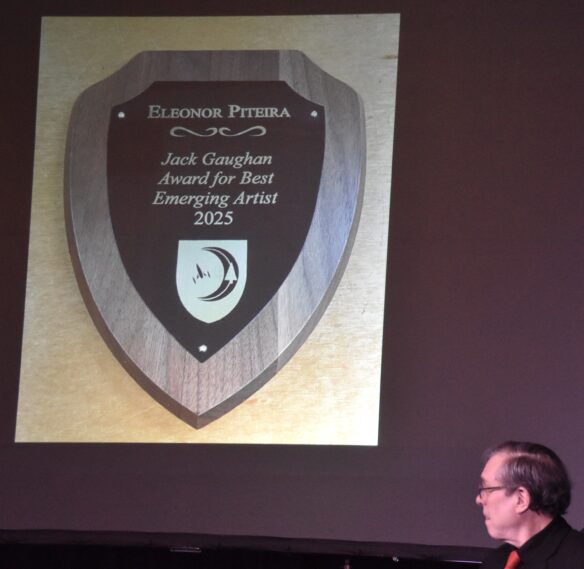 ELEONOR PITEIRA
Jack Gaughan
Award for Best
Emerging Artist
2025